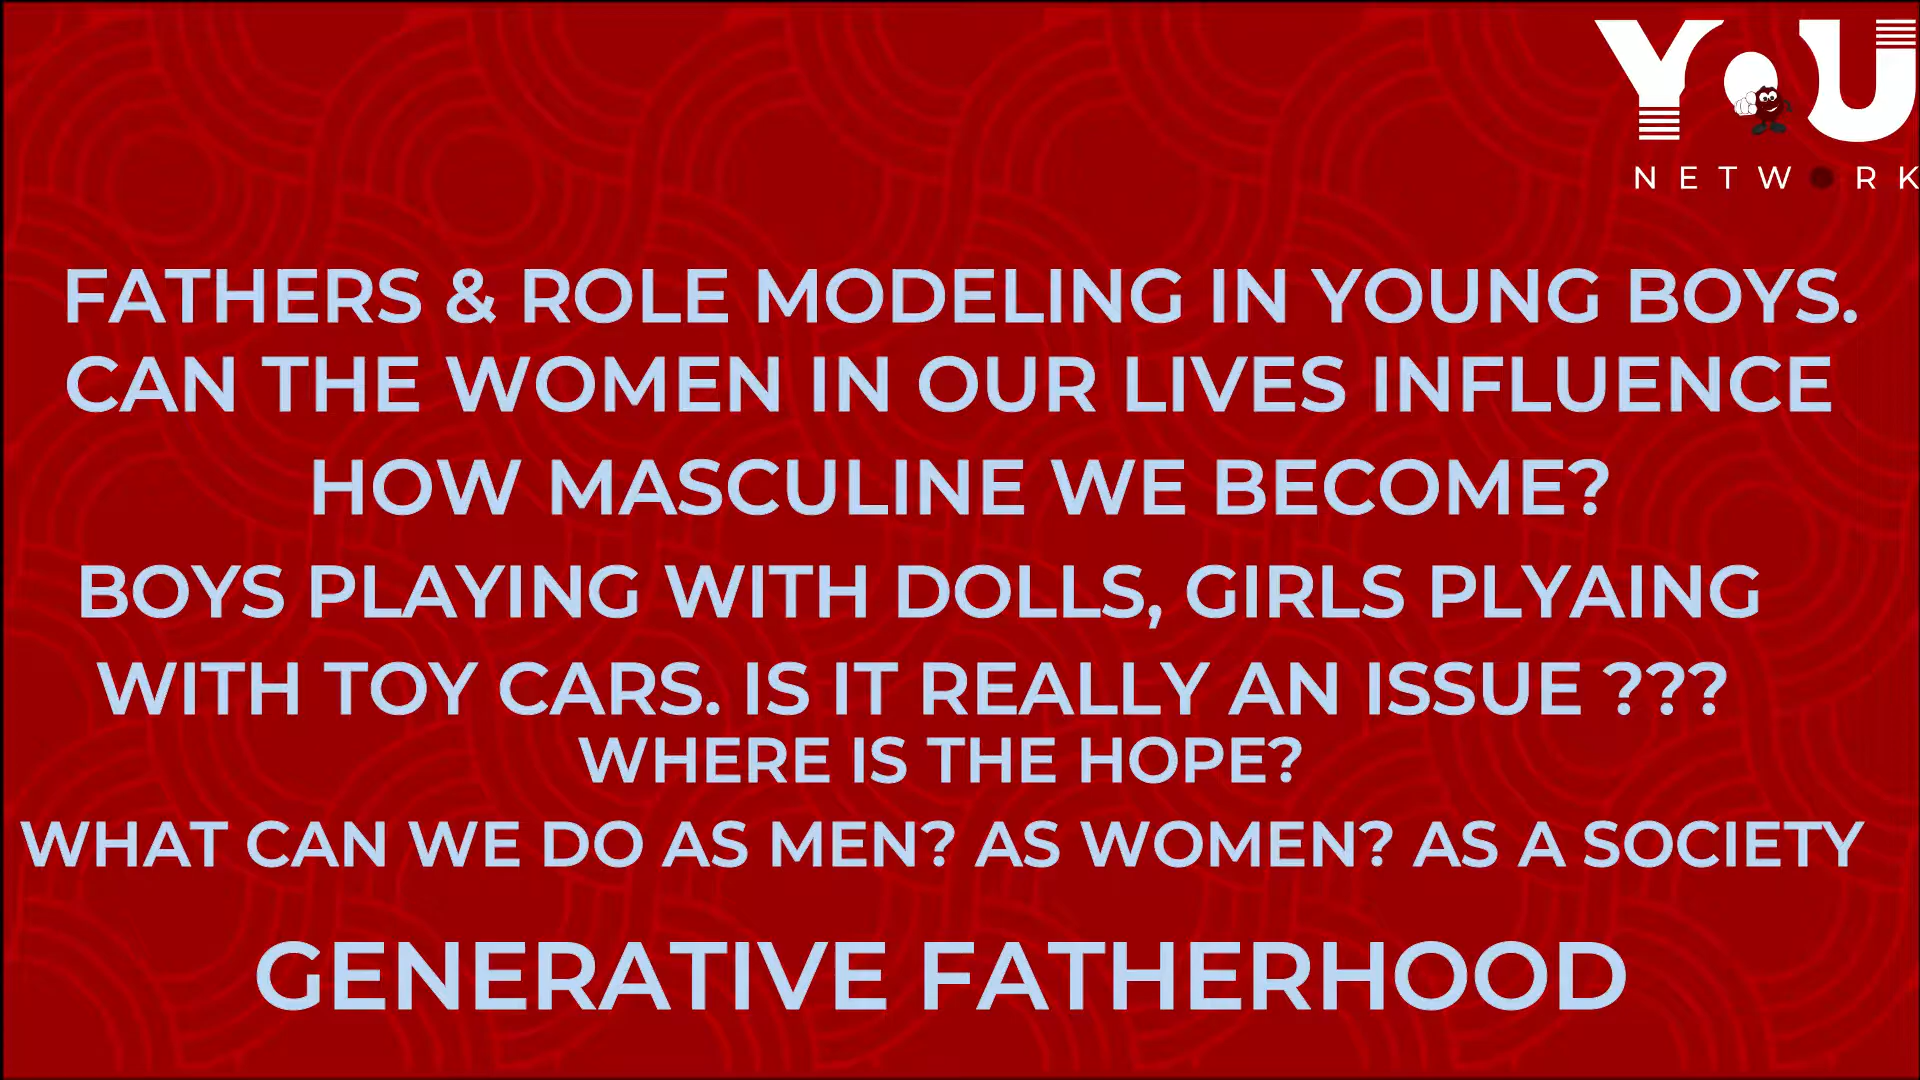 YOU
NETWORK
FATHERS & ROLE MODELING IN YOUNG BOYS.
CAN THE WOMEN IN OUR LIVES INFLUENCE
HOW MASCULINE WE BECOME?
BOYS PLAYING WITH DOLLS, GIRLS PLYAING
WITH TOY CARS. IS IT REALLY AN ISSUE ???
WHERE IS THE HOPE?
WHAT CAN WE DO AS MEN? AS WOMEN? AS A SOCIETY
GENERATIVE FATHERHOOD